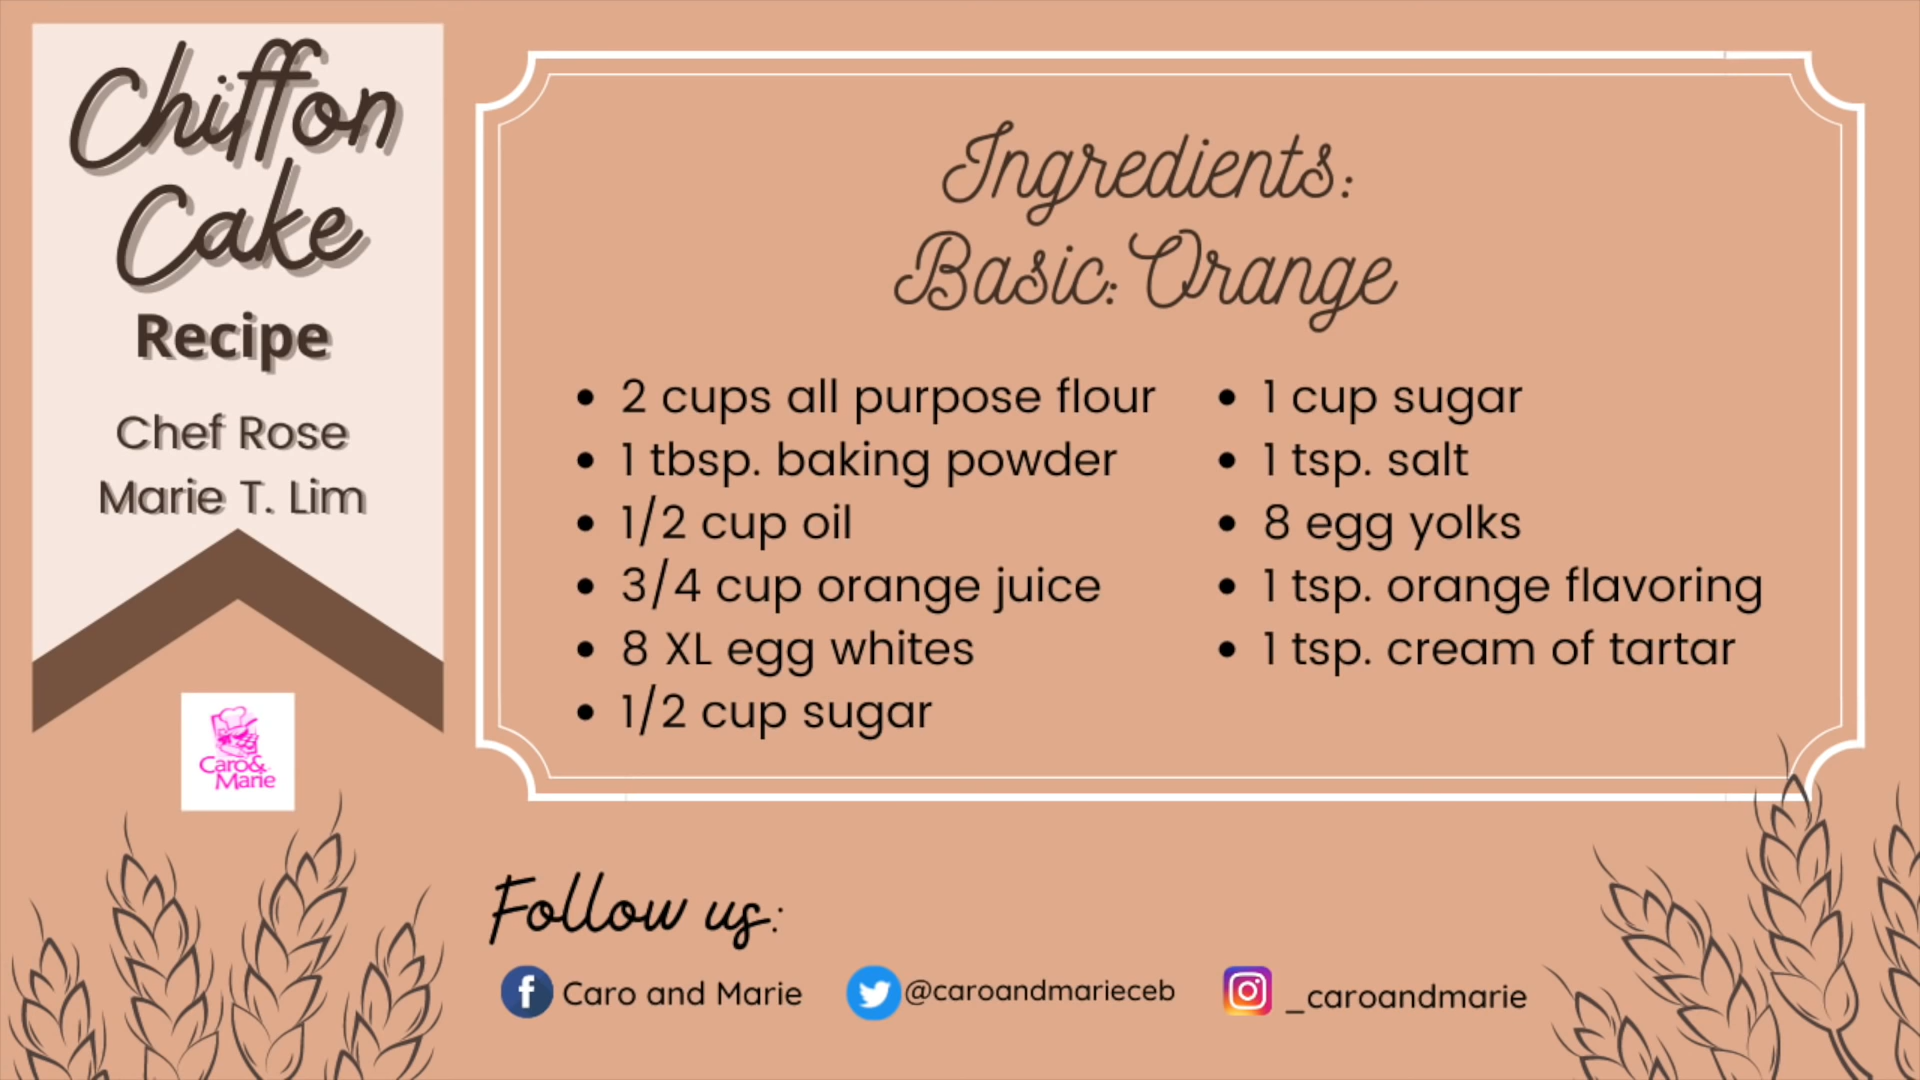 Chiffon
Cake
Recipe
Chef Rose
Marie T. Lim
Caro&
Marie
Ingredients:
Basic: Orange
• 2 cups all purpose flour
• 1 tbsp. baking powder
• 1/2 cup oil
• 3/4 cup orange juice
• 8 XL egg whites
• 1/2 cup sugar
• 1 cup sugar
• 1 tsp. salt
• 8 egg yolks
• 1 tsp. orange flavoring
• 1 tsp. cream of tartar
Follow us:
Caro and Marie
@caroandmarieceb
_caroandmarie